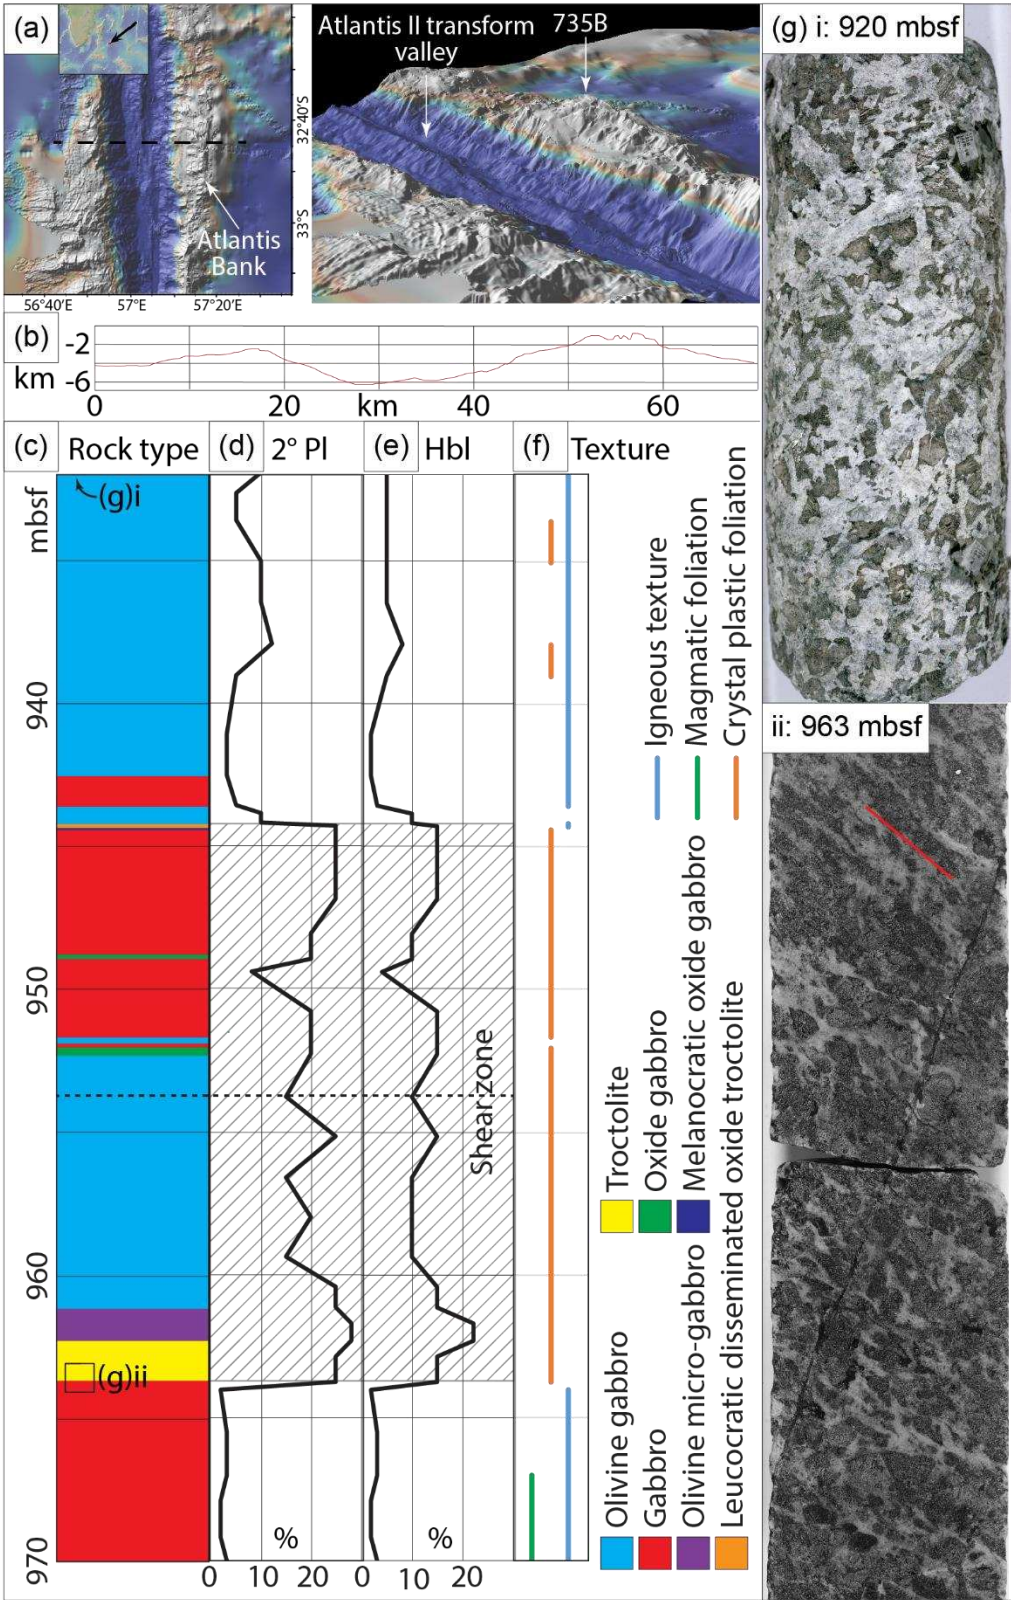 (a)
Atlantis II transform
valley
735B
32°40'S
33°S
Atlantis
Bank
56°40'E
57°E
57°20'E
(b)
-2
km
-6
0
20
km
40
60
(c)
Rock type
(d)
2° Pl
(e)
Hbl
(f)
Texture
mbsf
(g)i
940
950
960
970
Shear zone
(g)ii
%
%
0
10
20
0
10
20
Igneous texture
Magmatic foliation
Crystal plastic foliation
Troctolite
Oxide gabbro
Melanocratic oxide gabbro
Olivine gabbro
Gabbro
Olivine micro-gabbro
Leucocratic disseminated oxide troctolite
(g) i: 920 mbsf
ii: 963 mbsf